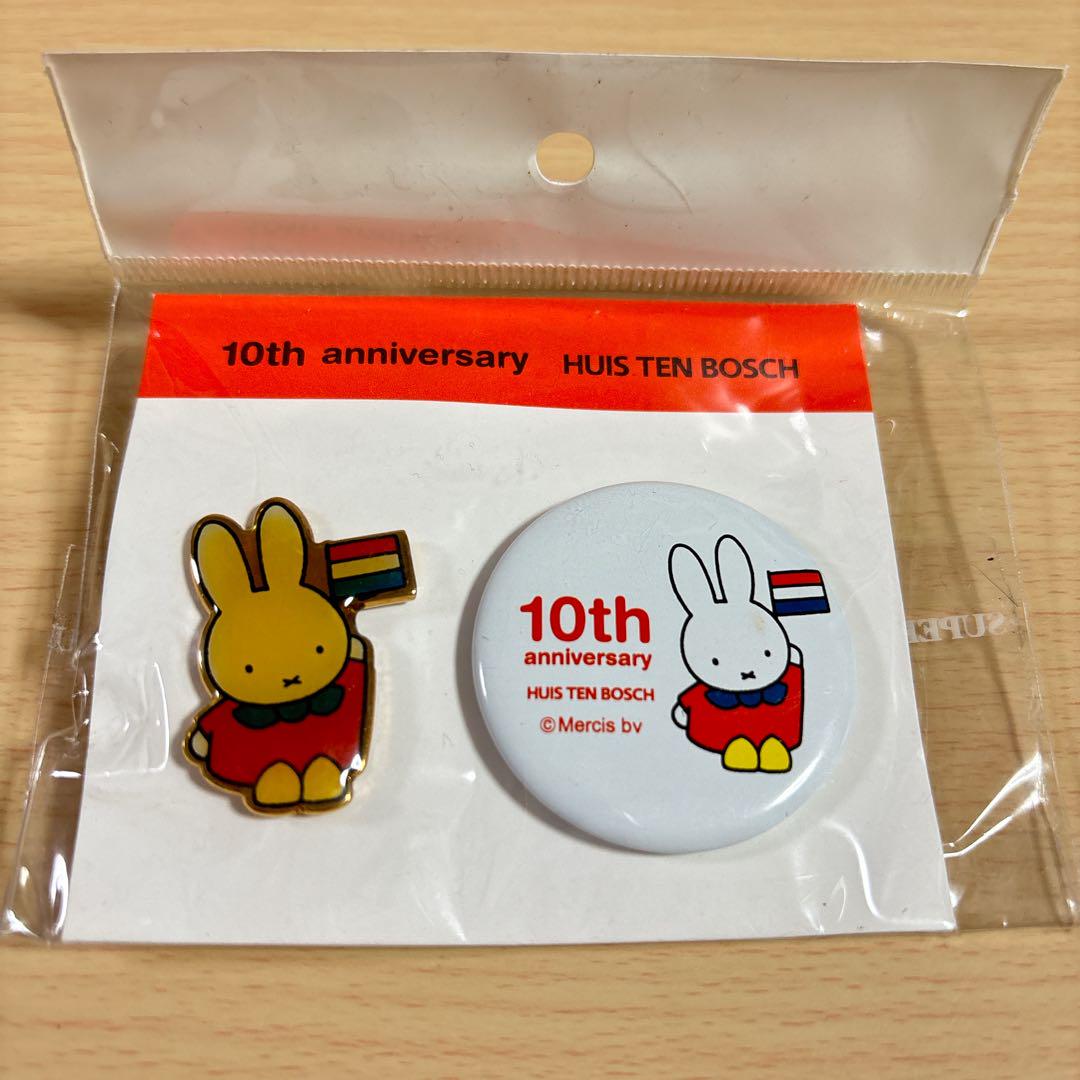 10th anniversary HUIS TEN BOSCH
10th
anniversary
HUIS TEN BOSCH
©Mercis bv